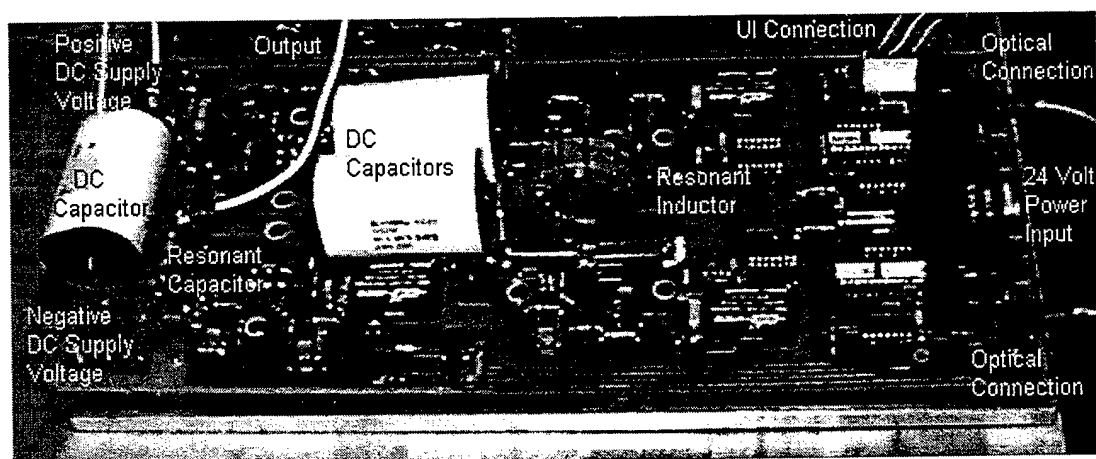 Positive
DC Supply
Voltage
Output
UI Connection
Optical
Connection
DC
Capacitor
DC
Capacitors
Resonant
Inductor
24 Volt
Power
Input
Resonant
Capacitor
Negative
DC Supply
Voltage
Optical
Connection